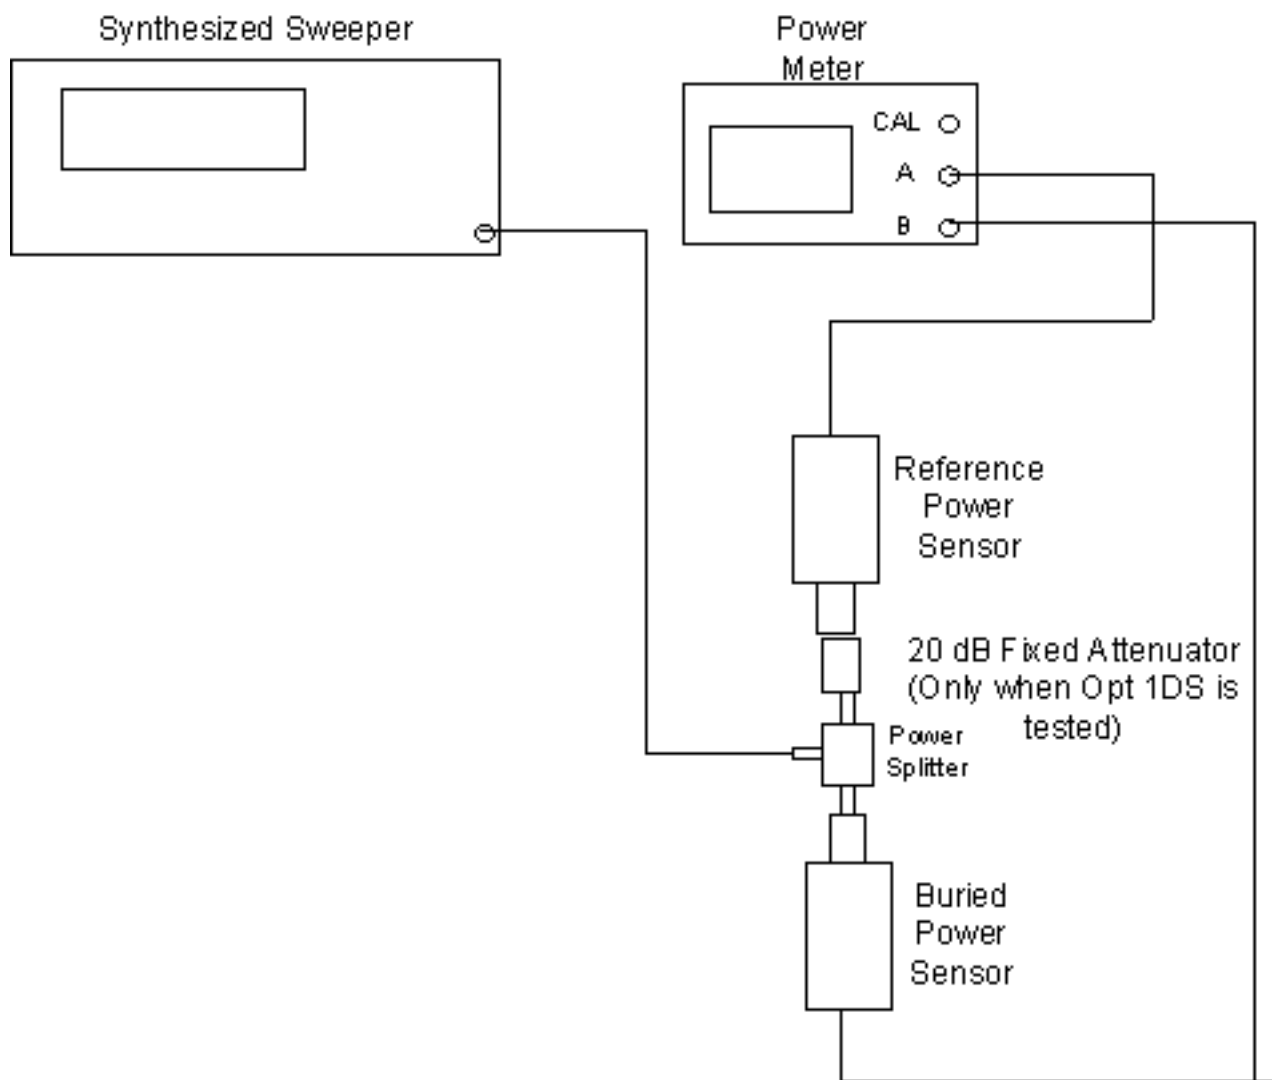 Synthesized Sweeper
Power
Meter
CAL
A
B
Reference
Power
Sensor
20 dB Fixed Attenuator
(Only when Opt 1DS is
tested)
Power
Splitter
Buried
Power
Sensor